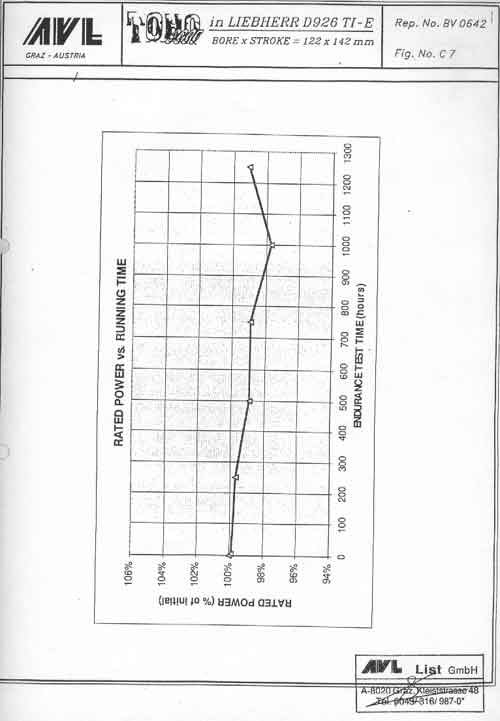 AVL
GRAZ - AUSTRIA
in LIEBHERR D926 TI-E
BORE x STROKE = 122 x 142 mm
Rep. No. BV 0642
Fig. No. C 7
RATED POWER vs. RUNNING TIME
RATED POWER (% of initial)
106%
104%
102%
100%
98%
96%
94%
0
100
200
300
400
500
600
700
800
900
1000
1100
1200
1300
ENDURANCE TEST TIME (hours)
AVL List GmbH
A-8020 Graz, Kleiststrasse 48
Tel. 0043/ 316/ 987-0*